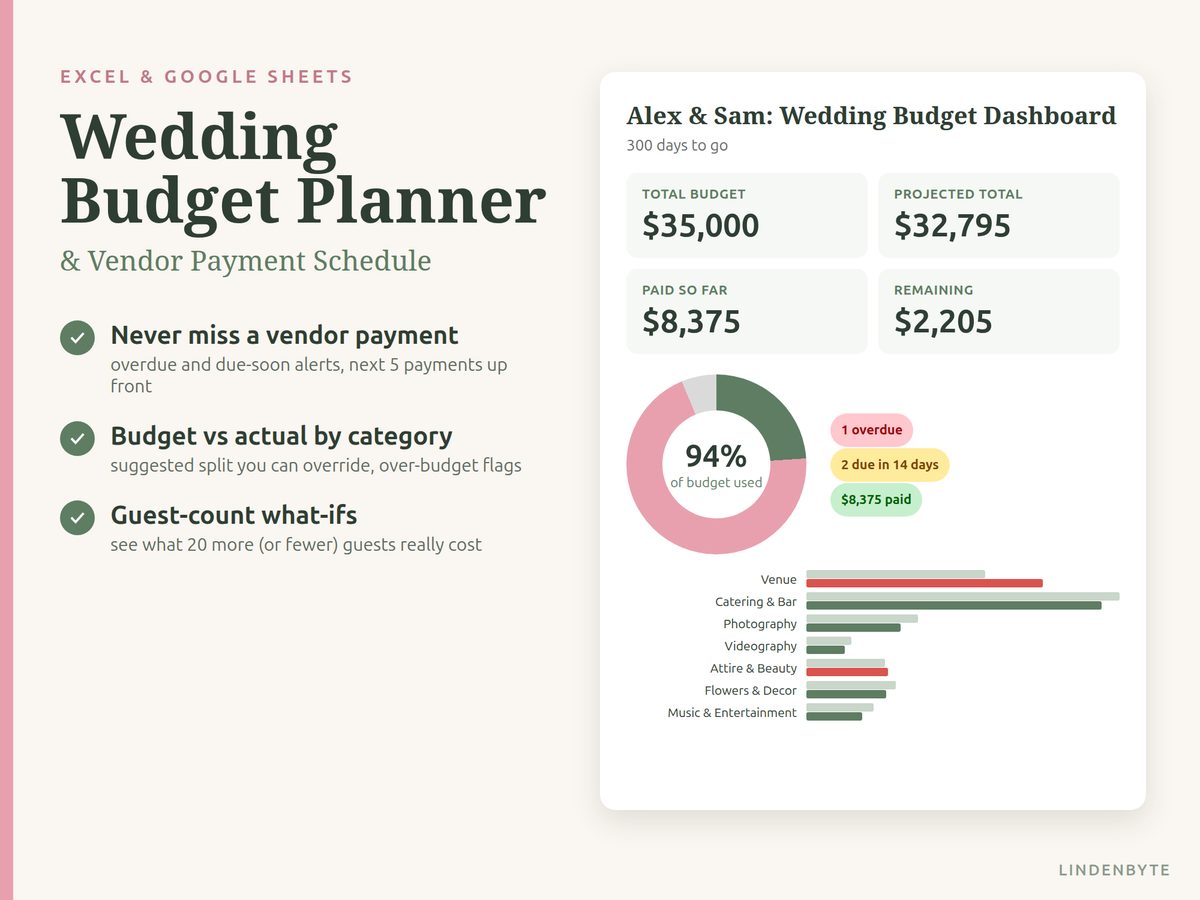 EXCEL & GOOGLE SHEETS
Wedding
Budget Planner
& Vendor Payment Schedule
Never miss a vendor payment
overdue and due-soon alerts, next 5 payments up
front
Budget vs actual by category
suggested split you can override, over-budget flags
Guest-count what-ifs
see what 20 more (or fewer) guests really cost
Alex & Sam: Wedding Budget Dashboard
300 days to go
TOTAL BUDGET
$35,000
PROJECTED TOTAL
$32,795
PAID SO FAR
$8,375
REMAINING
$2,205
94%
of budget used
1 overdue
2 due in 14 days
$8,375 paid
Venue
Catering & Bar
Photography
Videography
Attire & Beauty
Flowers & Decor
Music & Entertainment
LINDENBYTE